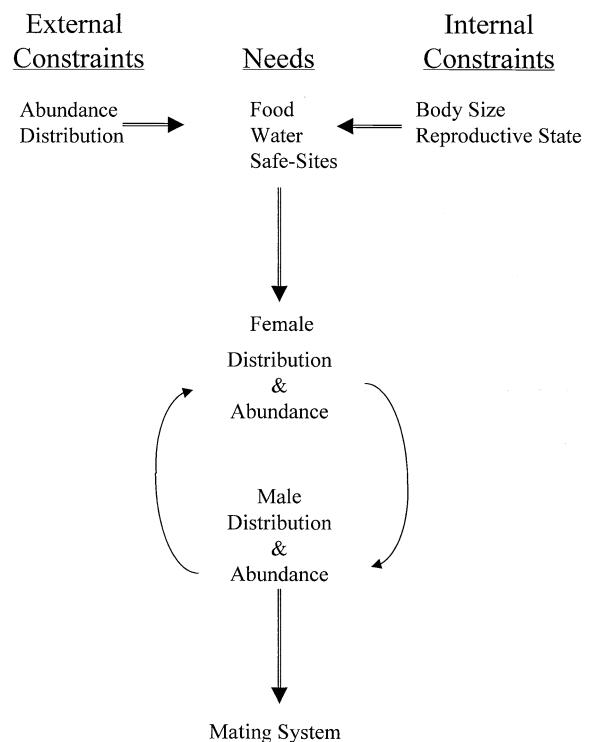 External
Constraints
Needs
Internal
Constraints
Abundance
Distribution
Food
Water
Safe-Sites
Body Size
Reproductive State
Female
Distribution
&
Abundance
Male
Distribution
&
Abundance
Mating System